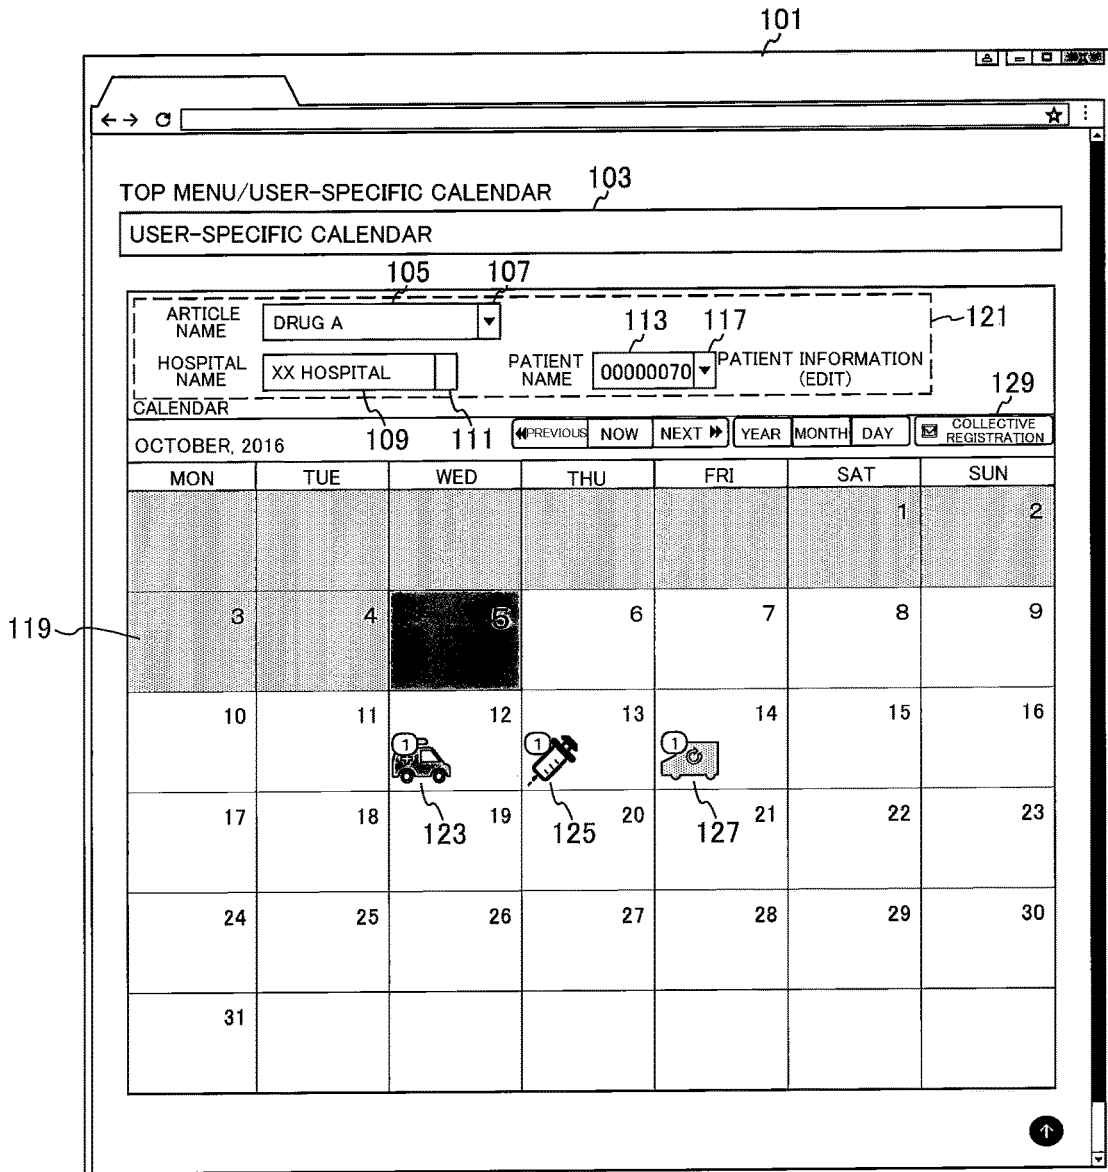 101
TOP MENU/USER-SPECIFIC CALENDAR
103
USER-SPECIFIC CALENDAR
105 107
ARTICLE NAME DRUG A 113 117 121
HOSPITAL NAME XX HOSPITAL PATIENT NAME 00000070 PATIENT INFORMATION (EDIT)
129
CALENDAR
109 111
OCTOBER, 2016 PREVIOUS NOW NEXT YEAR MONTH DAY COLLECTIVE REGISTRATION
MON TUE WED THU FRI SAT SUN
1 2
119 3 4 5 6 7 8 9
10 11 12 13 14 15 16
1 1 1
123 125 127
17 18 19 20 21 22 23
24 25 26 27 28 29 30
31